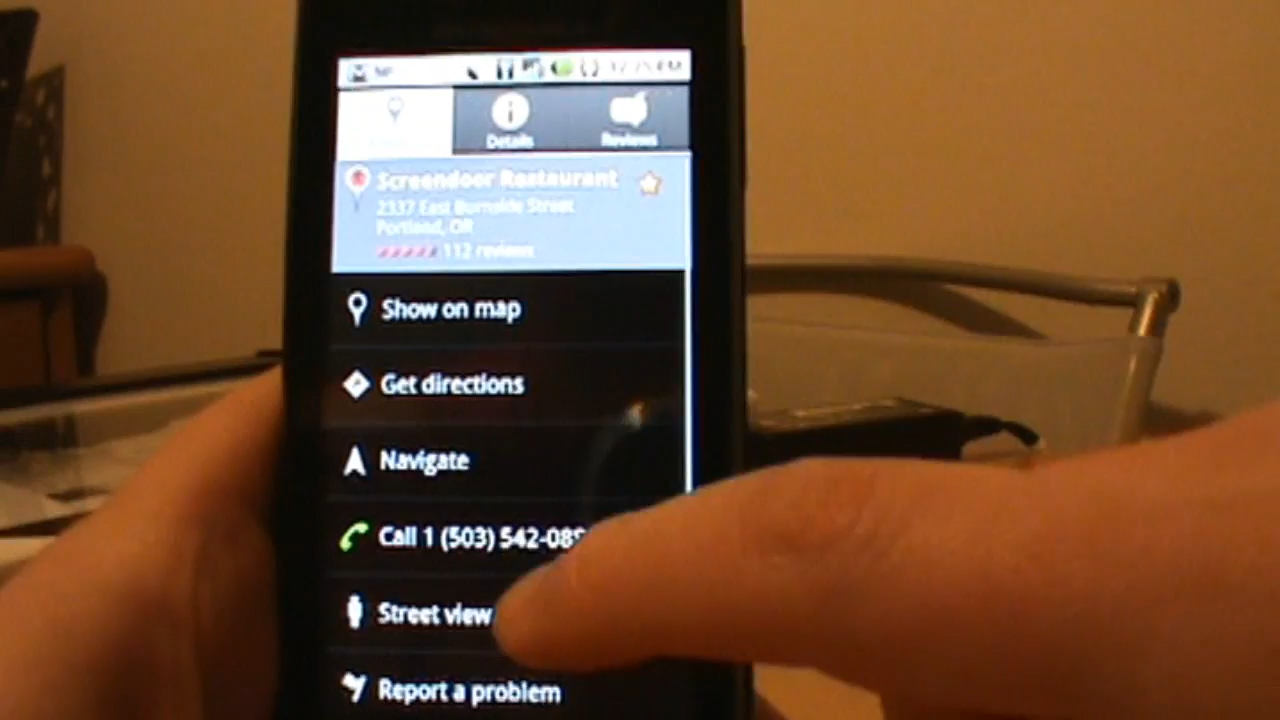 Details
Reviews
Screendoor Restaurant
2337 East Burnside Street
Portland, OR
112 reviews
Show on map
Get directions
Navigate
Call 1 (503) 542-08
Street view
Report a problem